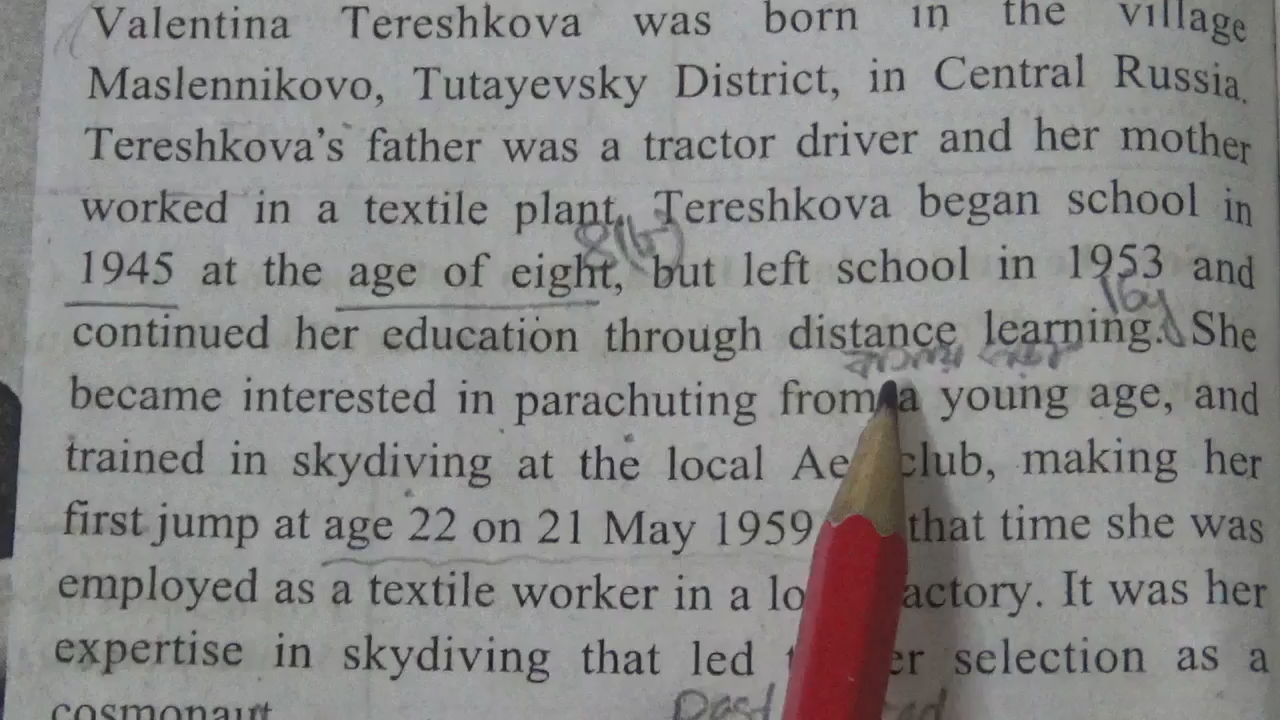 Valentina Tereshkova was born in the village
Maslennikovo, Tutayevsky District, in Central Russia.
Tereshkova's father was a tractor driver and her mother
worked in a textile plant. Tereshkova began school in
8(b)
1945 at the age of eight, but left school in 1953 and
continued her education through distance learning. She
became interested in parachuting from a young age, and
trained in skydiving at the local club, making her
first jump at age 22 on 21 May 1959 that time she was
employed as a textile worker in a It was her
expertise in skydiving that led selection as a
cosmonaut